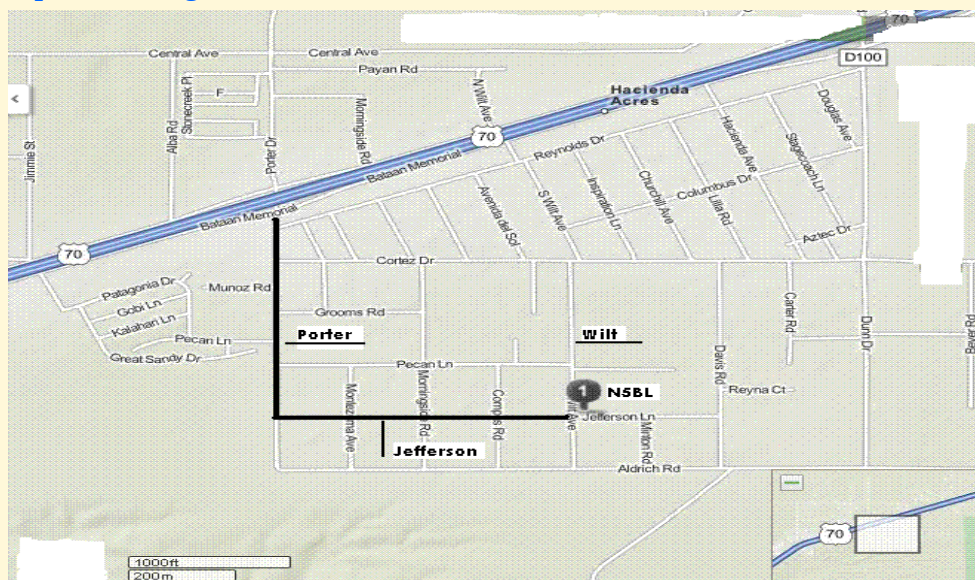 70
Central Ave
Central Ave
D100
Payan Rd
N Wilt Ave
Hacienda
Acres
Stonecreek Pl
F
Jimmie St
Alba Rd
Porter Dr
Morningside Rd
70
Bataan Memorial
Reynolds Dr
Hacienda Ave
Stagecoach Ln
Douglas Ave
Bataan Memorial
Avenida del Sol
S Wilt Ave
Inspiration Ln
Churchill Ave
Lilla Rd
Columbus Dr
Aztec Dr
70
Cortez Dr
Patagonia Dr
Munoz Rd
Gobi Ln
Kalahari Ln
Grooms Rd
Porter
Wilt
Carter Rd
Dunn Dr
Pecan Ln
Great Sandy Dr
Pecan Ln
Davis Rd
Reyna Ct
1
N5BL
Montezuma Ave
Morningside Rd
Compas Rd
Wilt Ave
Jefferson Ln
Minton Rd
Jefferson
Aldrich Rd
70
1000ft
200m